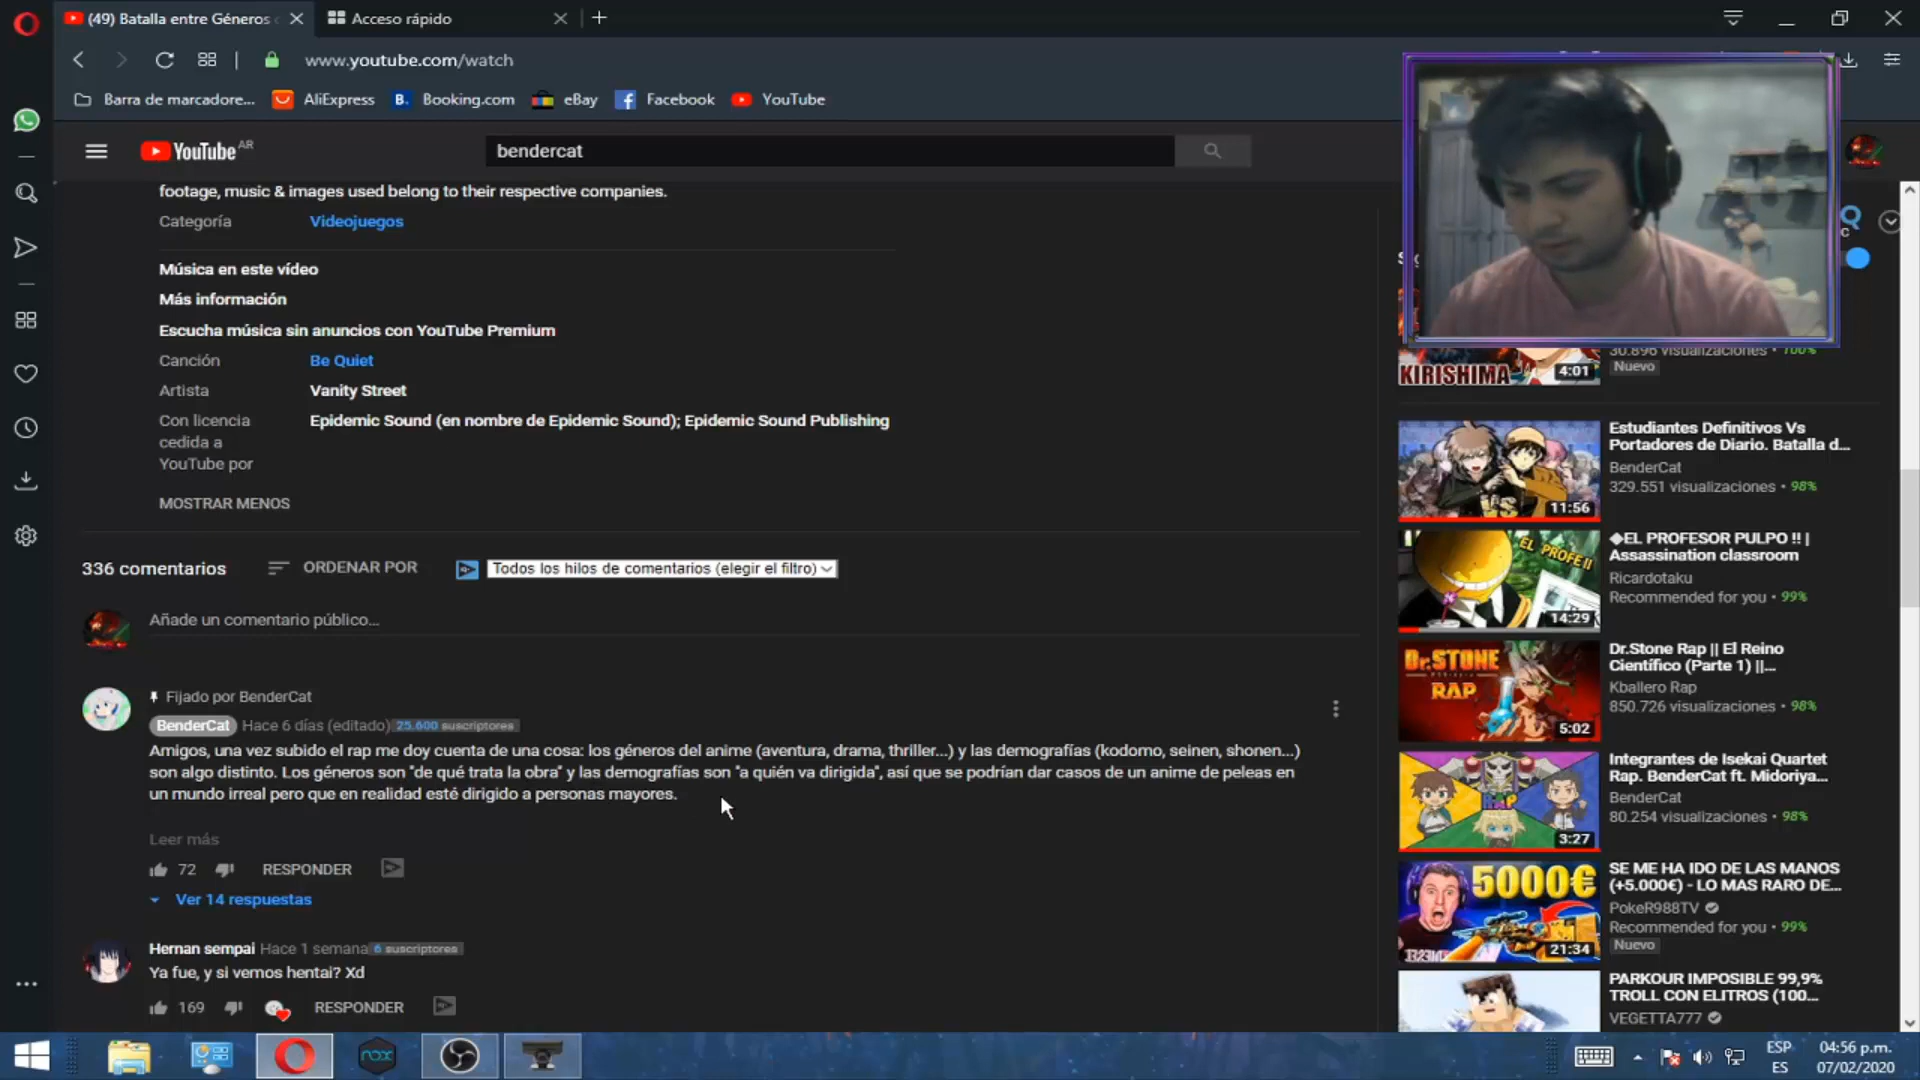 (49) Batalla entre Géneros
Acceso rápido
www.youtube.com/watch
Barra de marcadore...
AliExpress
B.
Booking.com
eBay
Facebook
YouTube
YouTube AR
bendercat
footage, music & images used belong to their respective companies.
Categoría
Videojuegos
Música en este vídeo
Más información
Escucha música sin anuncios con YouTube Premium
Canción
Be Quiet
Artista
Vanity Street
Con licencia
cedida a
YouTube por
Epidemic Sound (en nombre de Epidemic Sound); Epidemic Sound Publishing
MOSTRAR MENOS
336 comentarios
ORDENAR POR
Todos los hilos de comentarios (elegir el filtro)
Añade un comentario público...
Fijado por BenderCat
BenderCat Hace 6 días (editado) 25.600 suscriptores
Amigos, una vez subido el rap me doy cuenta de una cosa: los géneros del anime (aventura, drama, thriller...) y las demografías (kodomo, seinen, shonen...)
son algo distinto. Los géneros son "de qué trata la obra" y las demografías son "a quién va dirigida", así que se podrían dar casos de un anime de peleas en
un mundo irreal pero que en realidad esté dirigido a personas mayores.
Leer más
72
RESPONDER
Ver 14 respuestas
Hernan sempai Hace 1 semana 6 suscriptores
Ya fue, y si vemos hentai? Xd
169
RESPONDER
30.896 visualizaciones • 100%
Nuevo
KIRISHIMA
4:01
Estudiantes Definitivos Vs
Portadores de Diario. Batalla d...
BenderCat
329.551 visualizaciones • 98%
11:56
◆EL PROFESOR PULPO !! |
Assassination classroom
Ricardotaku
Recommended for you • 99%
EL PROFE!!
14:29
Dr.Stone Rap || El Reino
Científico (Parte 1) ||...
Kballero Rap
850.726 visualizaciones • 98%
Dr.STONE
RAP
5:02
Integrantes de Isekai Quartet
Rap. BenderCat ft. Midoriya...
BenderCat
80.254 visualizaciones • 98%
RAP
3:27
SE ME HA IDO DE LAS MANOS
(+5.000€) - LO MAS RARO DE...
PokeR988TV
Recommended for you • 99%
Nuevo
5000€
21:34
PARKOUR IMPOSIBLE 99,9%
TROLL CON ELITROS (100...
VEGETTA777
nox
ESP
ES
04:56 p.m.
07/02/2020